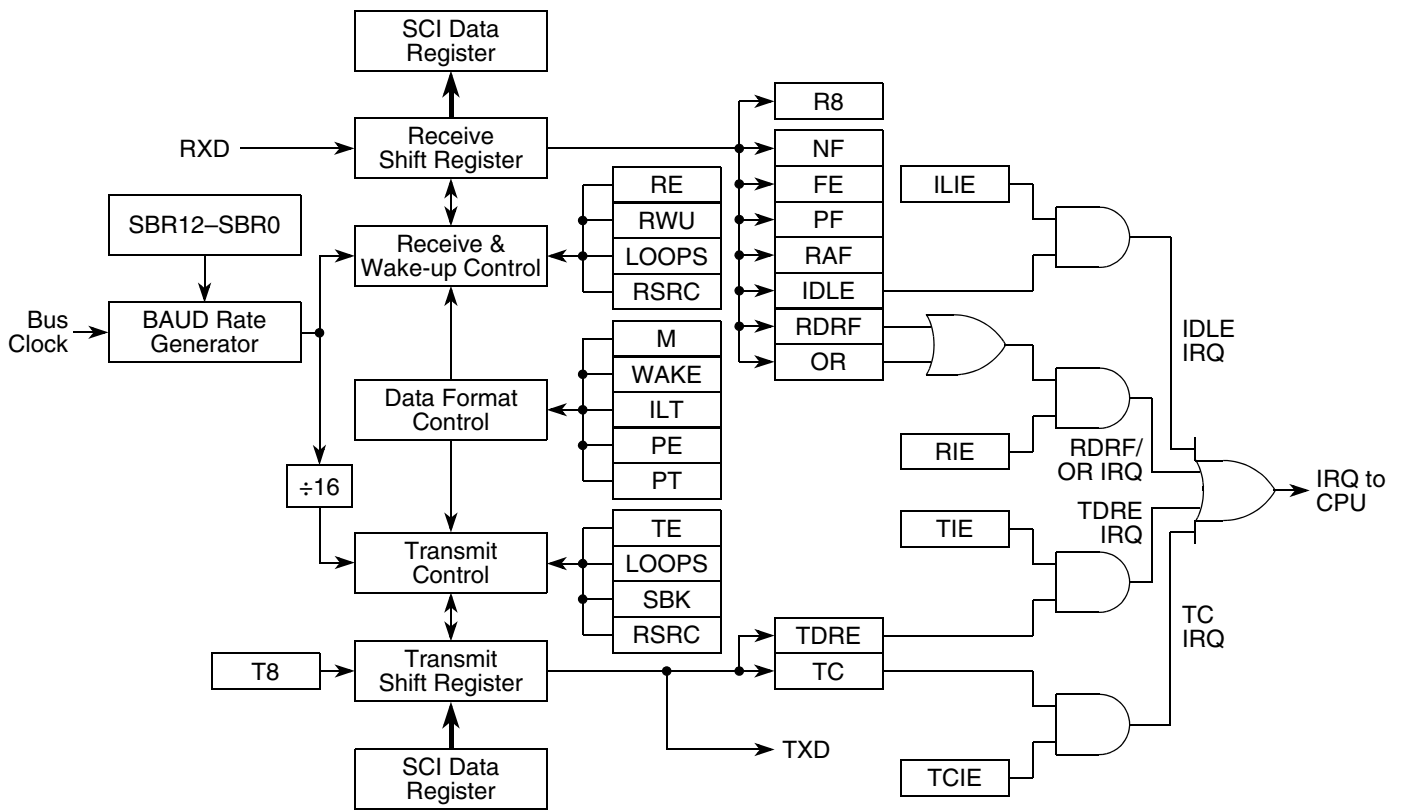 SCI Data
Register
R8
RXD
Receive
Shift Register
NF
FE
PF
RAF
IDLE
RDRF
OR
RE
RWU
LOOPS
RSRC
ILIE
SBR12–SBR0
Receive &
Wake-up Control
Bus
Clock
BAUD Rate
Generator
IDLE
IRQ
M
WAKE
ILT
PE
PT
Data Format
Control
RIE
RDRF/
OR IRQ
÷16
IRQ to
CPU
TDRE
IRQ
TIE
TE
LOOPS
SBK
RSRC
Transmit
Control
TC
IRQ
T8
Transmit
Shift Register
TDRE
TC
TXD
TCIE
SCI Data
Register